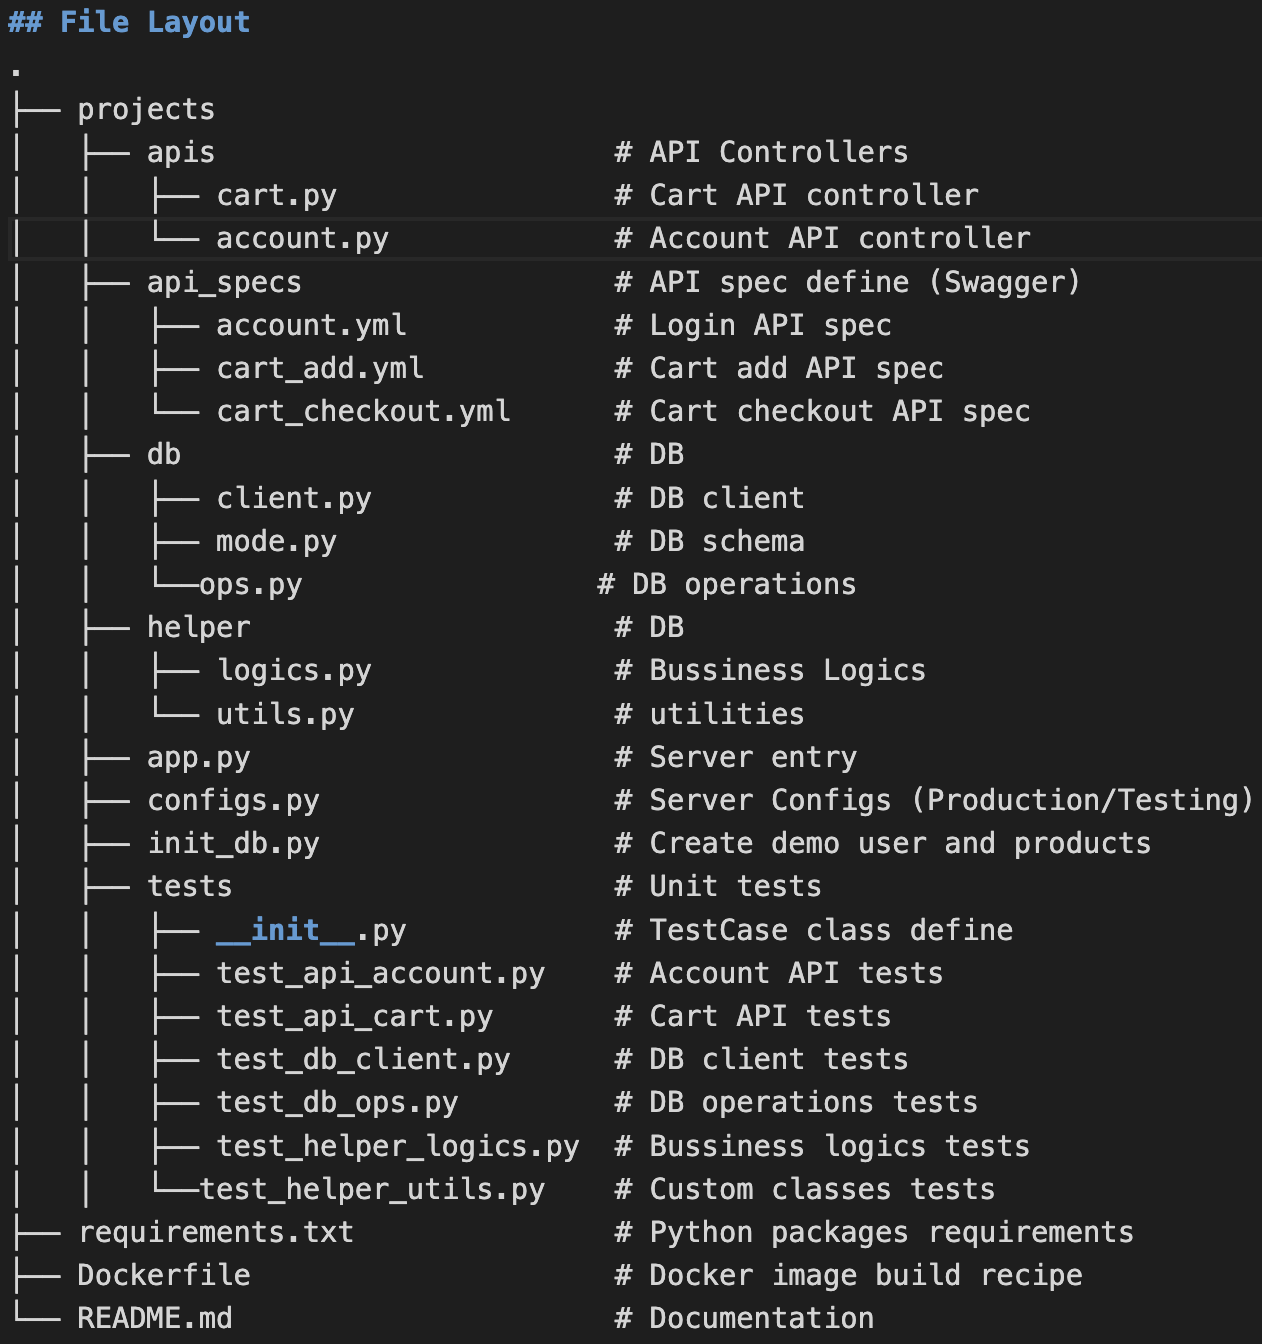 ## File Layout
.
├── projects
│   ├── apis                       # API Controllers
│   │   ├── cart.py                # Cart API controller
│   │   └── account.py             # Account API controller
│   ├── api_specs                  # API spec define (Swagger)
│   │   ├── account.yml            # Login API spec
│   │   ├── cart_add.yml           # Cart add API spec
│   │   └── cart_checkout.yml      # Cart checkout API spec
│   ├── db                         # DB
│   │   ├── client.py              # DB client
│   │   ├── mode.py                # DB schema
│   │   └──ops.py                 # DB operations
│   ├── helper                     # DB
│   │   ├── logics.py              # Bussiness Logics
│   │   └── utils.py               # utilities
│   ├── app.py                     # Server entry
│   ├── configs.py                 # Server Configs (Production/Testing)
│   ├── init_db.py                 # Create demo user and products
│   ├── tests                      # Unit tests
│   │   ├── __init__.py            # TestCase class define
│   │   ├── test_api_account.py    # Account API tests
│   │   ├── test_api_cart.py       # Cart API tests
│   │   ├── test_db_client.py      # DB client tests
│   │   ├── test_db_ops.py         # DB operations tests
│   │   ├── test_helper_logics.py  # Bussiness logics tests
│   │   └──test_helper_utils.py    # Custom classes tests
├── requirements.txt               # Python packages requirements
├── Dockerfile                     # Docker image build recipe
└── README.md                      # Documentation